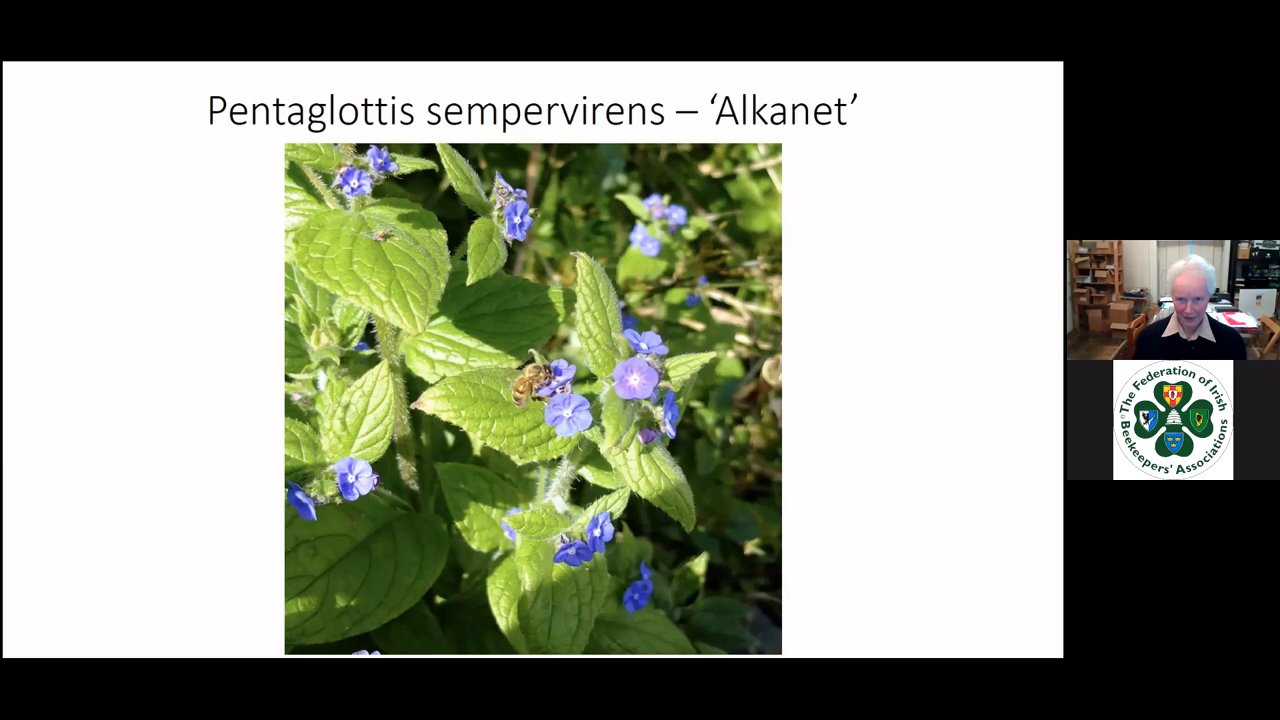 Pentaglottis sempervirens – ‘Alkanet’
The Federation of Irish
Beekeepers' Associations